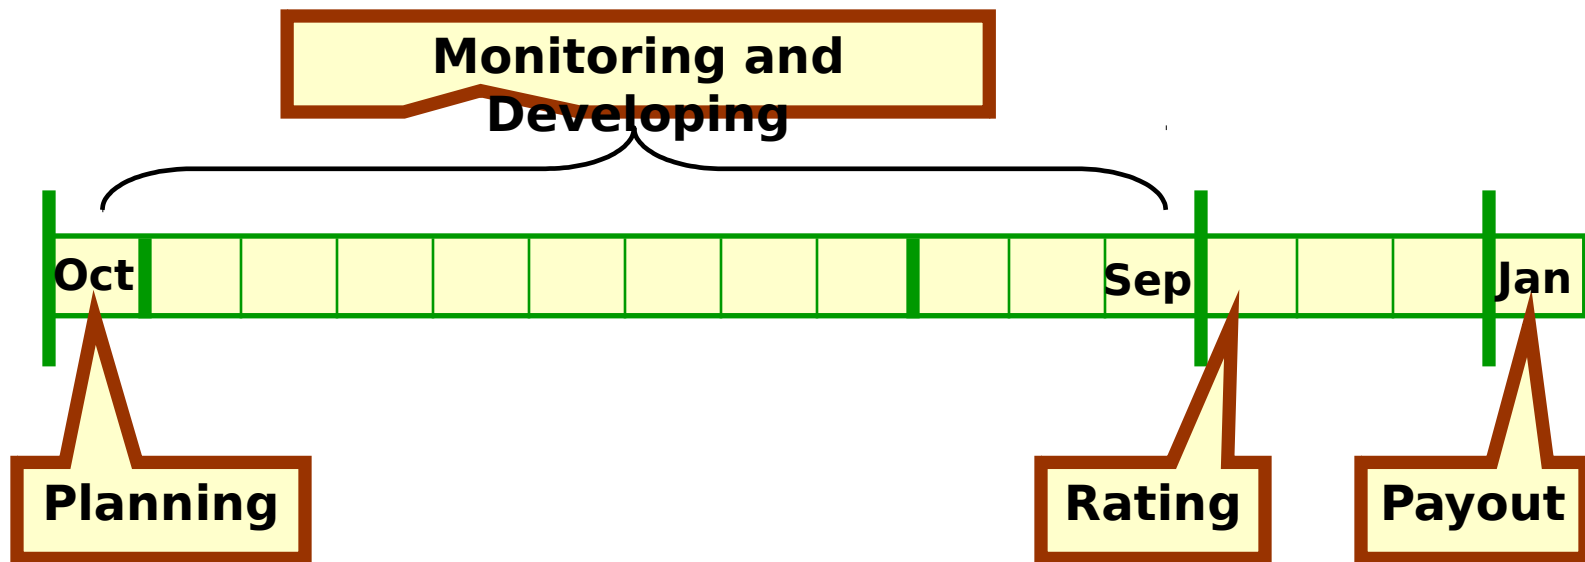 Monitoring and
Developing
Oct
Sep
Jan
Planning
Rating
Payout